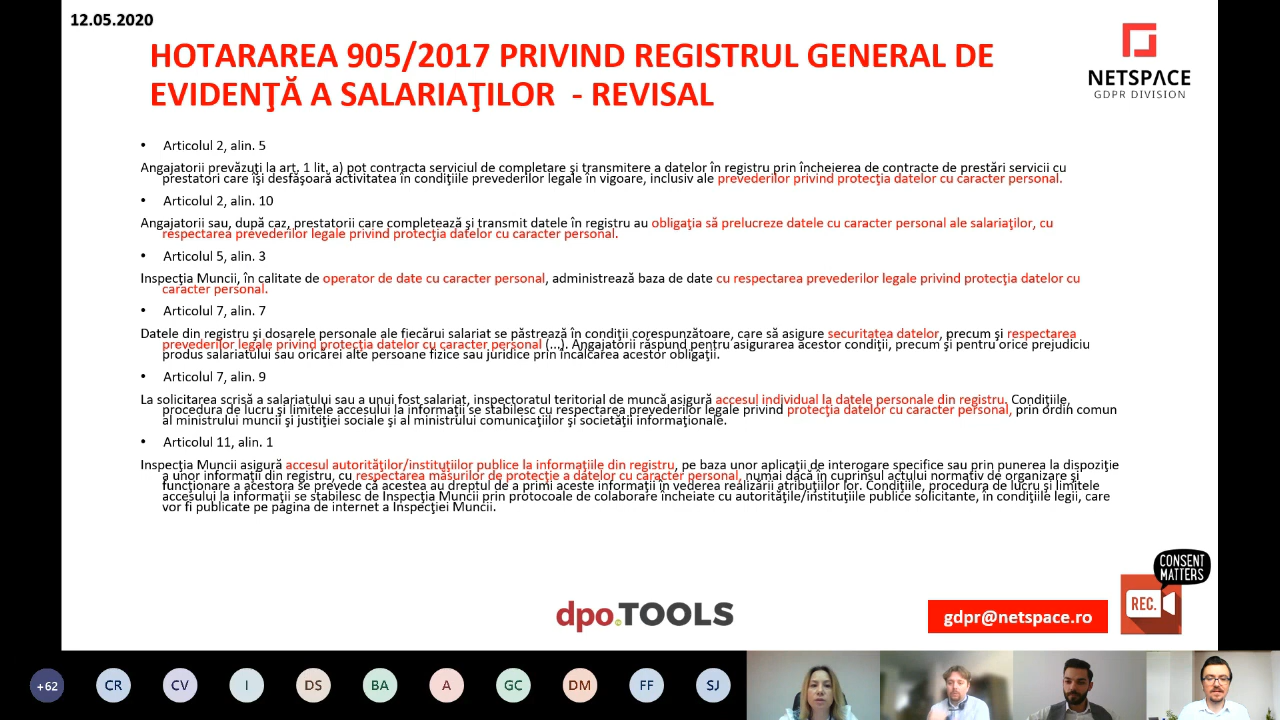 12.05.2020
HOTARAREA 905/2017 PRIVIND REGISTRUL GENERAL DE
EVIDENŢĂ A SALARIAŢILOR - REVISAL
NETSPACE
GDPR DIVISION
• Articolul 2, alin. 5
Angajatorii prevăzuţi la art. 1 lit. a) pot contracta serviciul de completare şi transmitere a datelor în registru prin încheierea de contracte de prestări servicii cu
prestatori care îşi desfăşoară activitatea în condiţiile prevederilor legale în vigoare, inclusiv ale prevederilor privind protecţia datelor cu caracter personal.
• Articolul 2, alin. 10
Angajatorii sau, după caz, prestatorii care completează şi transmit datele în registru au obligaţia să prelucreze datele cu caracter personal ale salariaţilor, cu
respectarea prevederilor legale privind protecţia datelor cu caracter personal.
• Articolul 5, alin. 3
Inspecţia Muncii, în calitate de operator de date cu caracter personal, administrează baza de date cu respectarea prevederilor legale privind protecţia datelor cu
caracter personal.
• Articolul 7, alin. 7
Datele din registru şi dosarele personale ale fiecărui salariat se păstrează în condiţii corespunzătoare, care să asigure securitatea datelor, precum şi respectarea
prevederilor legale privind protecţia datelor cu caracter personal (...). Angajatorii răspund pentru asigurarea acestor condiţii, precum şi pentru orice prejudiciu
produs salariatului sau oricărei alte persoane fizice sau juridice prin încălcarea acestor obligaţii.
• Articolul 7, alin. 9
La solicitarea scrisă a salariatului sau a unui fost salariat, inspectoratul teritorial de muncă asigură accesul individual la datele personale din registru. Condiţiile,
procedura de lucru şi limitele accesului la informaţii se stabilesc cu respectarea prevederilor legale privind protecţia datelor cu caracter personal, prin ordin comun
al ministrului muncii şi justiţiei sociale şi al ministrului comunicaţiilor şi societăţii informaţionale.
• Articolul 11, alin. 1
Inspecţia Muncii asigură accesul autorităţilor/instituţiilor publice la informaţiile din registru, pe baza unor aplicaţii de interogare specifice sau prin punerea la dispoziţie
a unor informaţii din registru, cu respectarea măsurilor de protecţie a datelor cu caracter personal, numai dacă în cuprinsul actului normativ de organizare şi
funcţionare a acestora se prevede că acestea au dreptul de a primi aceste informaţii în vederea realizării atribuţiilor lor. Condiţiile, procedura de lucru şi limitele
accesului la informaţii se stabilesc de Inspecţia Muncii prin protocoale de colaborare încheiate cu autorităţile/instituţiile publice solicitante, în condiţiile legii, care
vor fi publicate pe pagina de internet a Inspecţiei Muncii.
CONSENT
MATTERS
REC.
dpo.TOOLS
gdpr@netspace.ro
+62 CR CV I DS BA A GC DM FF SJ